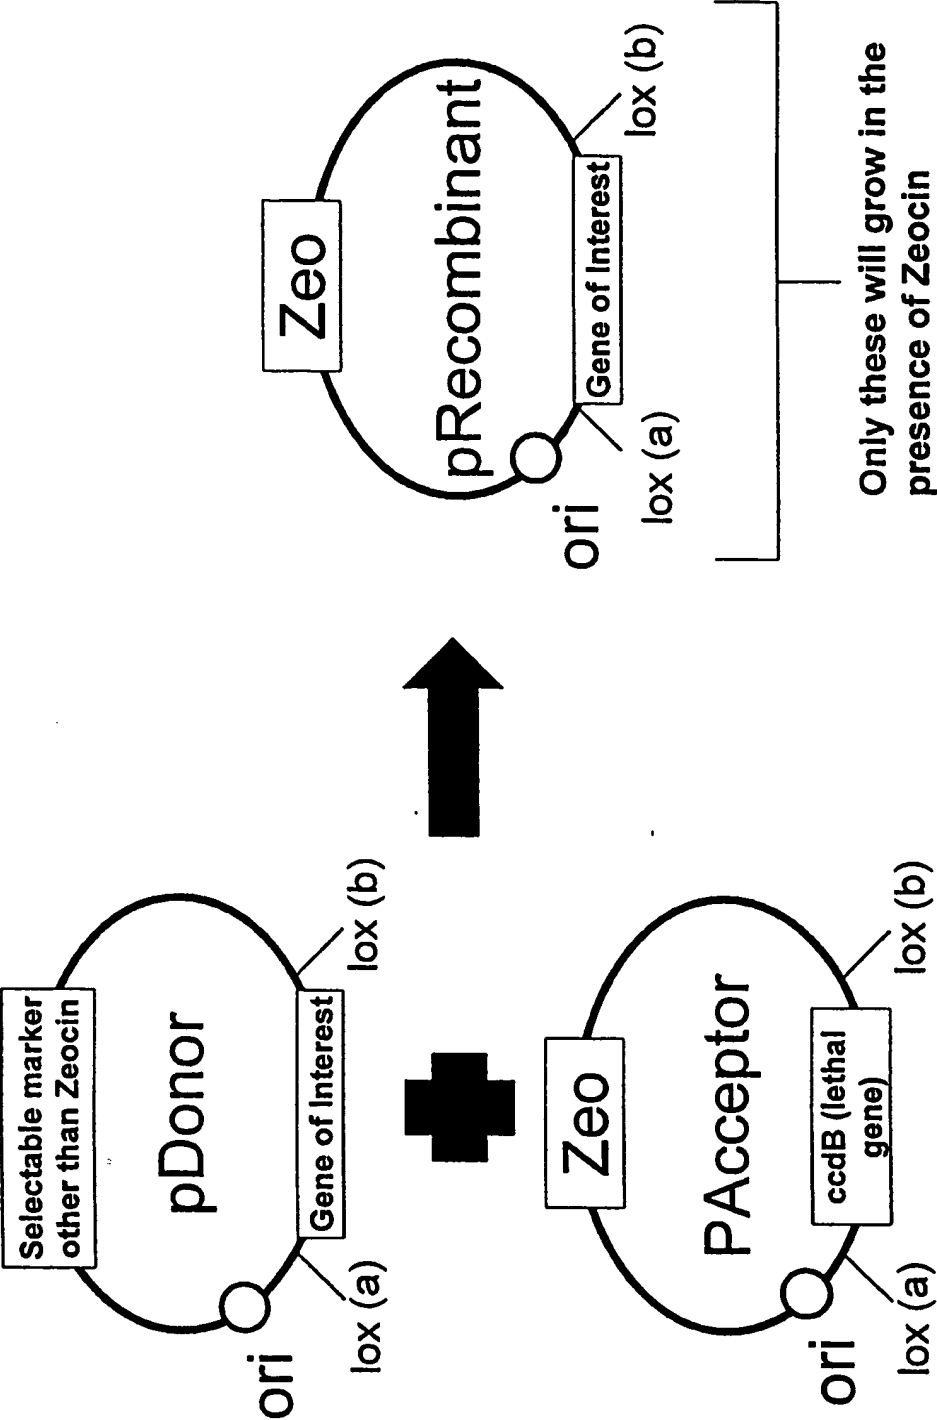 Selectable marker
other than Zeocin
pDonor
Gene of Interest
ori
lox (a)
lox (b)
Zeo
PAcceptor
ccdB (lethal
gene)
ori
lox (a)
lox (b)
Zeo
pRecombinant
Gene of Interest
ori
lox (a)
lox (b)
Only these will grow in the
presence of Zeocin